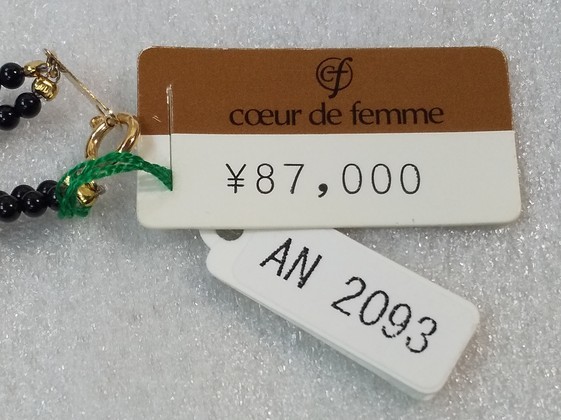 cf
cœur de femme
¥87,000
AN 2093